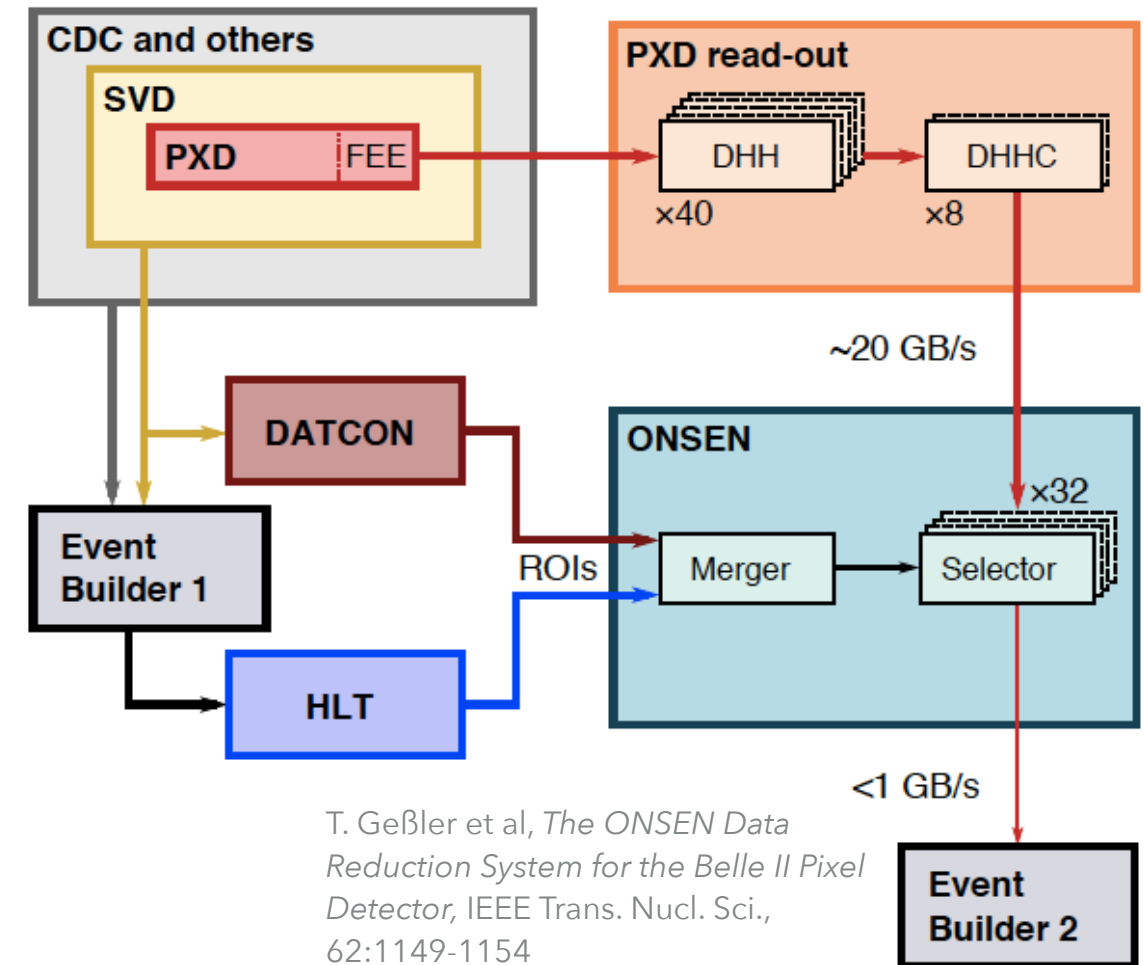 CDC and others
SVD
PXD
FEE
PXD read-out
DHH
×40
DHHC
×8
~20 GB/s
DATCON
ONSEN
×32
Event
Builder 1
ROIs
Merger
Selector
HLT
<1 GB/s
T. Geßler et al, The ONSEN Data
Reduction System for the Belle II Pixel
Detector, IEEE Trans. Nucl. Sci.,
62:1149-1154
Event
Builder 2